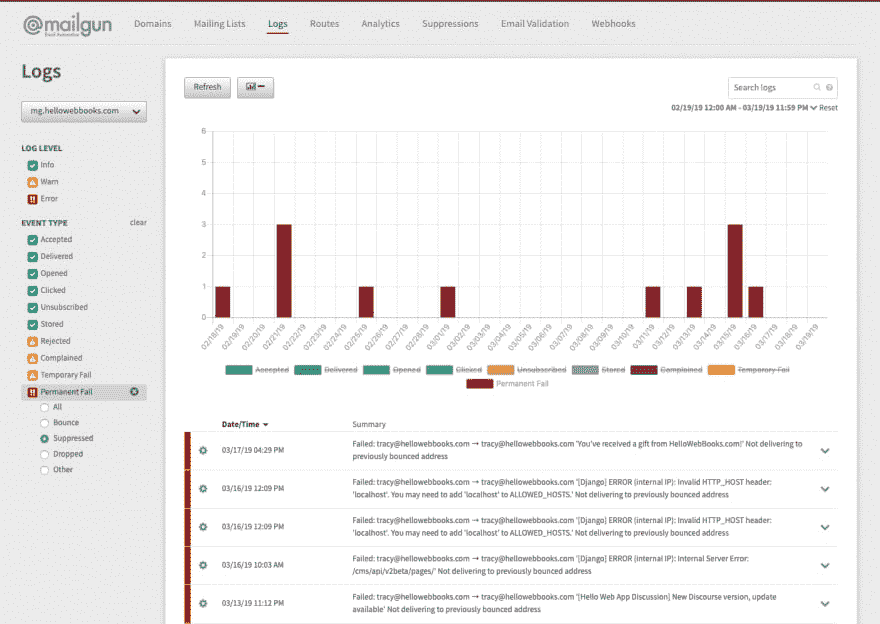 @mailgun
Email Automation
Domains Mailing Lists Logs Routes Analytics Suppressions Email Validation Webhooks
Logs
mg.hellowebbooks.com
LOG LEVEL
Info
Warn
Error
EVENT TYPE clear
Accepted
Delivered
Opened
Clicked
Unsubscribed
Stored
Rejected
Complained
Temporary Fail
Permanent Fail
All
Bounce
Suppressed
Dropped
Other
Refresh
Search logs
02/19/19 12:00 AM - 03/19/19 11:59 PM Reset
6
5
4
3
2
1
0
02/18/19 02/19/19 02/20/19 02/21/19 02/22/19 02/23/19 02/24/19 02/25/19 02/26/19 02/27/19 02/28/19 03/01/19 03/02/19 03/03/19 03/04/19 03/05/19 03/06/19 03/07/19 03/08/19 03/09/19 03/10/19 03/11/19 03/12/19 03/13/19 03/14/19 03/15/19 03/16/19 03/17/19 03/18/19 03/19/19
Accepted Delivered Opened Clicked Unsubscribed Stored Complained Temporary Fail
Permanent Fail
Date/Time Summary
03/17/19 04:29 PM Failed: tracy@hellowebbooks.com → tracy@hellowebbooks.com 'You've received a gift from HelloWebBooks.com!' Not delivering to
previously bounced address
03/16/19 12:09 PM Failed: tracy@hellowebbooks.com → tracy@hellowebbooks.com '[Django] ERROR (internal IP): Invalid HTTP_HOST header:
'localhost'. You may need to add 'localhost' to ALLOWED_HOSTS.' Not delivering to previously bounced address
03/16/19 12:09 PM Failed: tracy@hellowebbooks.com → tracy@hellowebbooks.com '[Django] ERROR (internal IP): Invalid HTTP_HOST header:
'localhost'. You may need to add 'localhost' to ALLOWED_HOSTS.' Not delivering to previously bounced address
03/16/19 10:03 AM Failed: tracy@hellowebbooks.com → tracy@hellowebbooks.com '[Django] ERROR (internal IP): Internal Server Error:
/cms/api/v2beta/pages/' Not delivering to previously bounced address
03/13/19 11:12 PM Failed: tracy@hellowebbooks.com → tracy@hellowebbooks.com '[Hello Web App Discussion] New Discourse version, update
available' Not delivering to previously bounced address